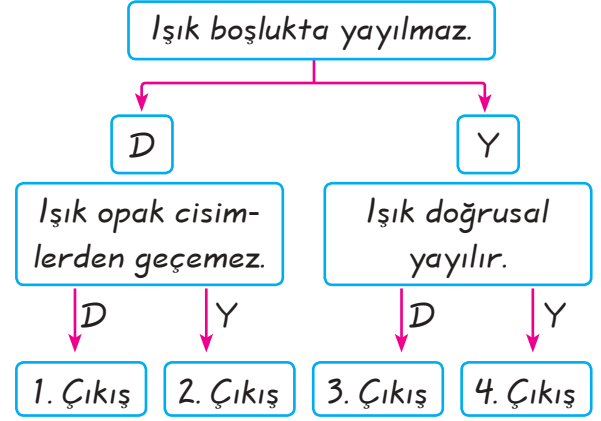 Işık boşlukta yayılmaz.
D
Y
Işık opak cisim-
lerden geçemez.
Işık doğrusal
yayılır.
D
Y
D
Y
1. Çıkış
2. Çıkış
3. Çıkış
4. Çıkış